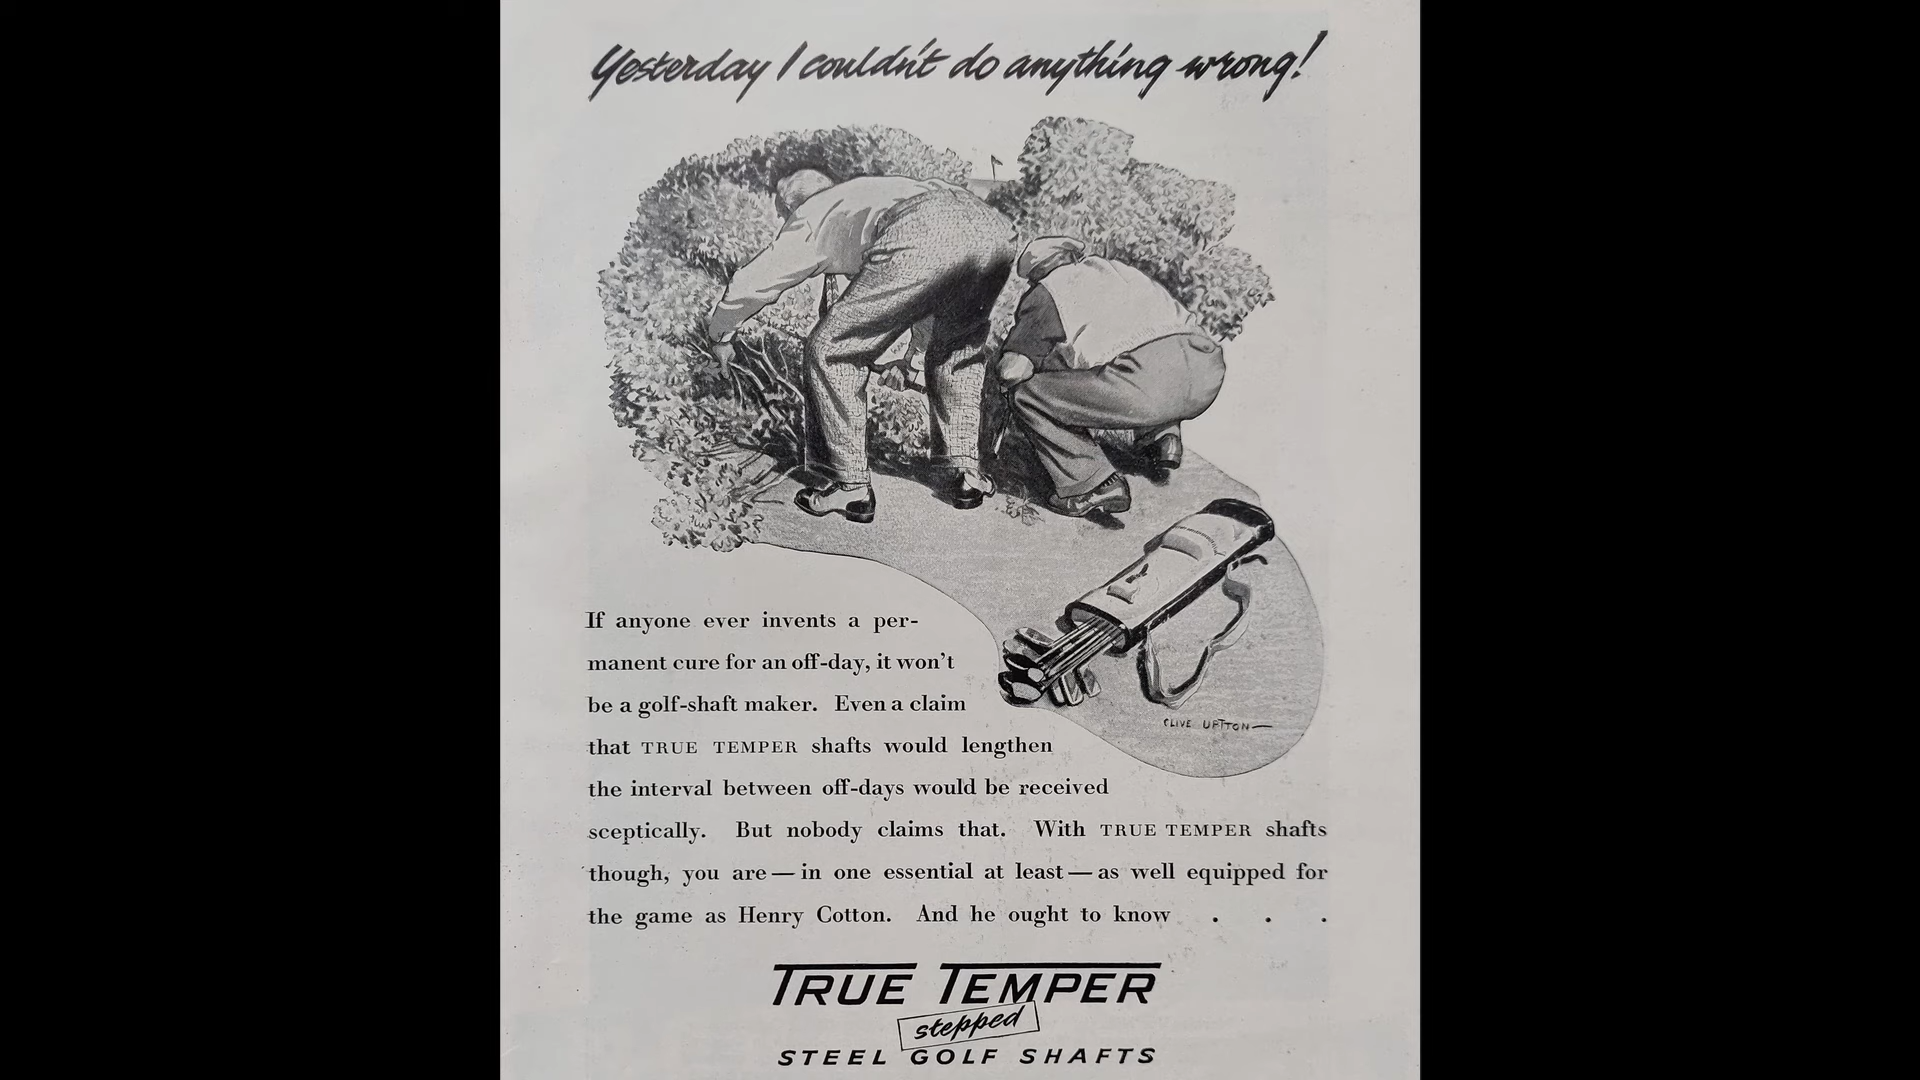 Yesterday I couldn't do anything wrong!
CLIVE UPTTON
If anyone ever invents a per-
manent cure for an off-day, it won't
be a golf-shaft maker. Even a claim
that TRUE TEMPER shafts would lengthen
the interval between off-days would be received
sceptically. But nobody claims that. With TRUE TEMPER shafts
though, you are — in one essential at least — as well equipped for
the game as Henry Cotton. And he ought to know . . .
TRUE TEMPER
stepped
STEEL GOLF SHAFTS